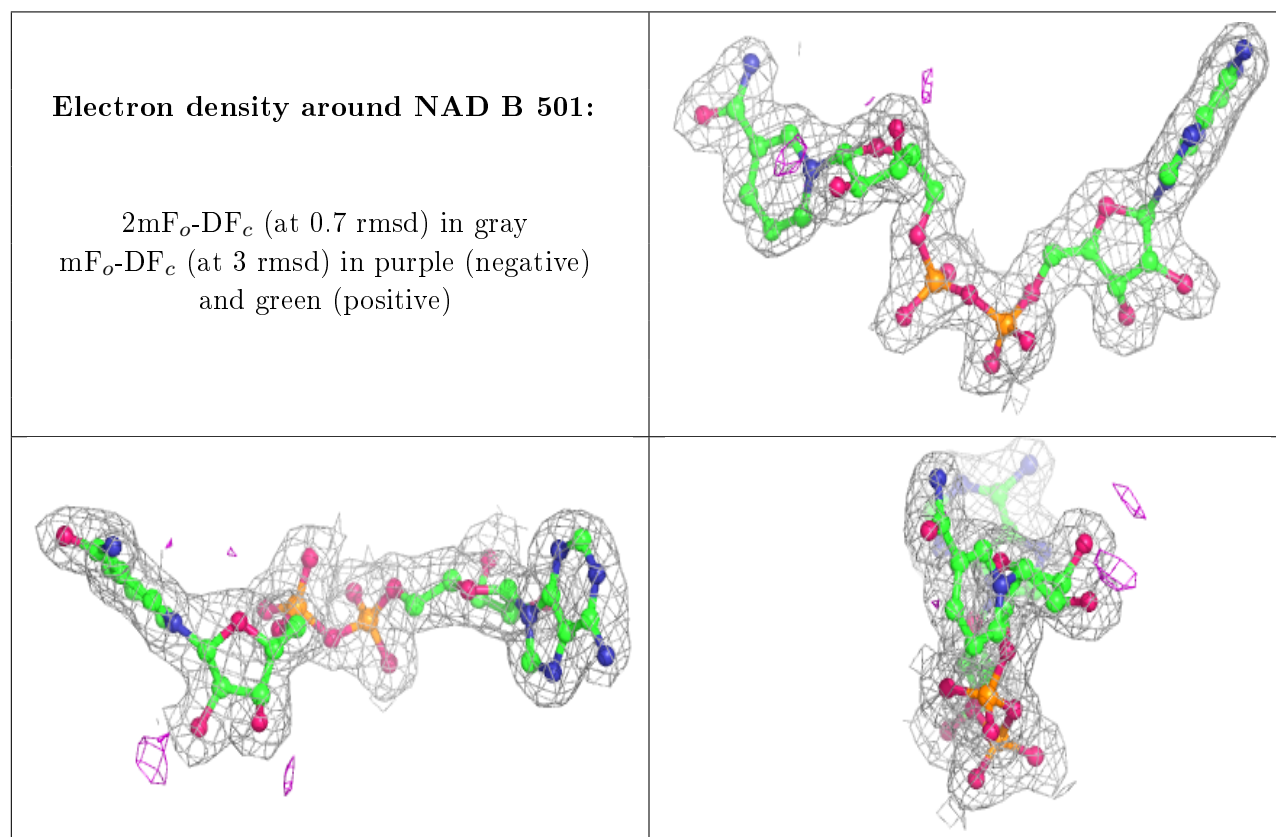 Electron density around NAD B 501:
2mFo-DFc (at 0.7 rmsd) in gray
mFo-DFc (at 3 rmsd) in purple (negative)
and green (positive)